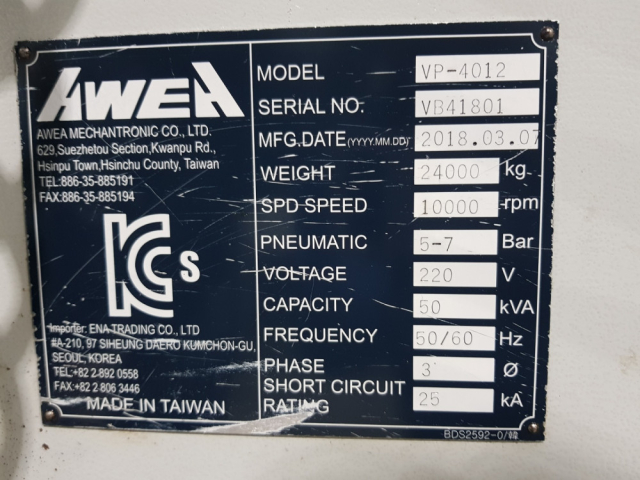 AWEA
AWEA MECHANTRONIC CO., LTD.
629,Suezhetou Section,Kwanpu Rd.,
Hsinpu Town,Hsinchu County, Taiwan
TEL:886-35-885191
FAX:886-35-885194
KCs
Importer: ENA TRADING CO., LTD
#A-210, 97 SIHEUNG DAERO KUMCHON-GU,
SEOUL, KOREA
TEL:+82 2-892 0558
FAX:+82 2 806 3446
MADE IN TAIWAN
MODEL VP-4012
SERIAL NO. VB41801
MFG.DATE (YYYY.MM.DD) 2018.03.07
WEIGHT 24000 kg
SPD SPEED 10000 rpm
PNEUMATIC 5-7 Bar
VOLTAGE 220 V
CAPACITY 50 kVA
FREQUENCY 50/60 Hz
PHASE 3 Ø
SHORT CIRCUIT
RATING 25 kA
BDS2592-0/韓